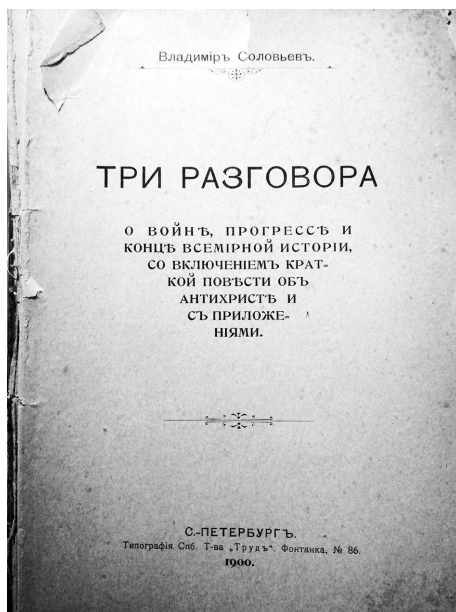 Владиміръ Соловьевъ.
ТРИ РАЗГОВОРА
О ВОЙНѢ, ПРОГРЕССѢ И
КОНЦѢ ВСЕМІРНОЙ ИСТОРІИ,
СО ВКЛЮЧЕНІЕМЪ КРАТ-
КОЙ ПОВѢСТИ ОБЪ
АНТИХРИСТѢ И
СЪ ПРИЛОЖЕ-
НІЯМИ.
С.-ПЕТЕРБУРГЪ.
Типографія Спб. Т-ва „Трудъ“. Фонтанка, № 86.
1900.